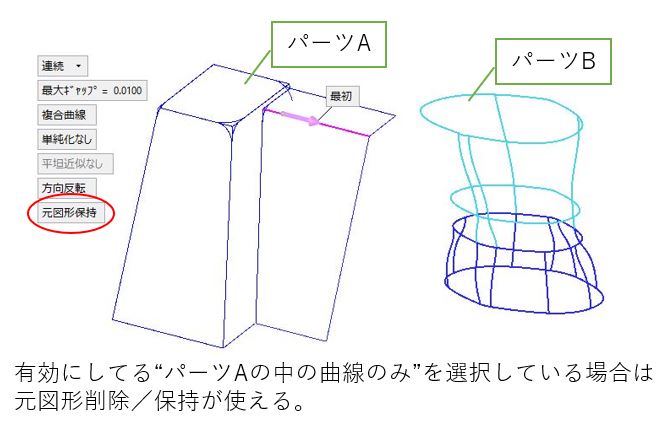 パーツA
パーツB
連続
最大ｷﾞｬｯﾌﾟ = 0.0100
最初
複合曲線
単純化なし
平坦近似なし
方向反転
元図形保持
有効にしてる“パーツAの中の曲線のみ”を選択している場合は
元図形削除／保持が使える。